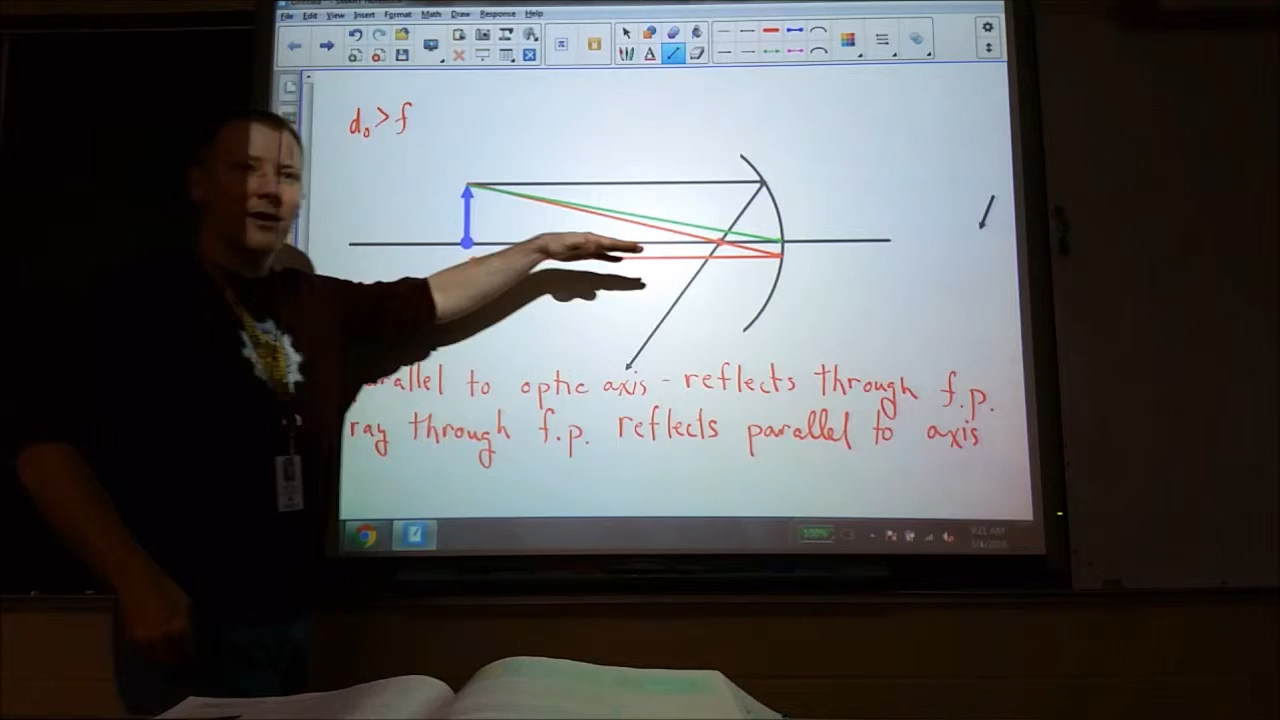 File Edit View Insert Format Math Draw Response Help
dₒ > f
to optic axis - reflects through f.p.
ray through f.p. reflects parallel to axis
100%